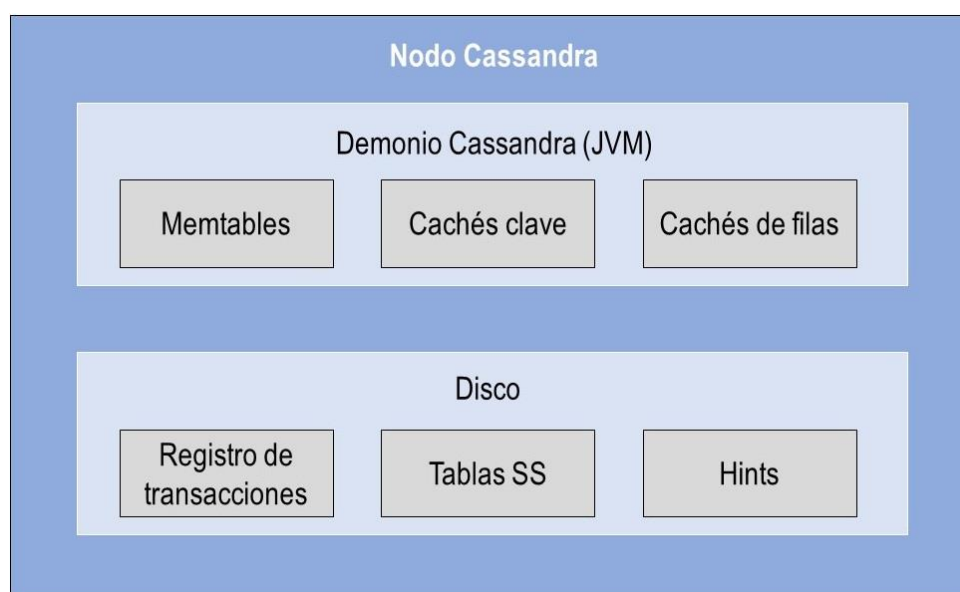 Nodo Cassandra
Demonio Cassandra (JVM)
Memtables
Cachés clave
Cachés de filas
Disco
Registro de
transacciones
Tablas SS
Hints